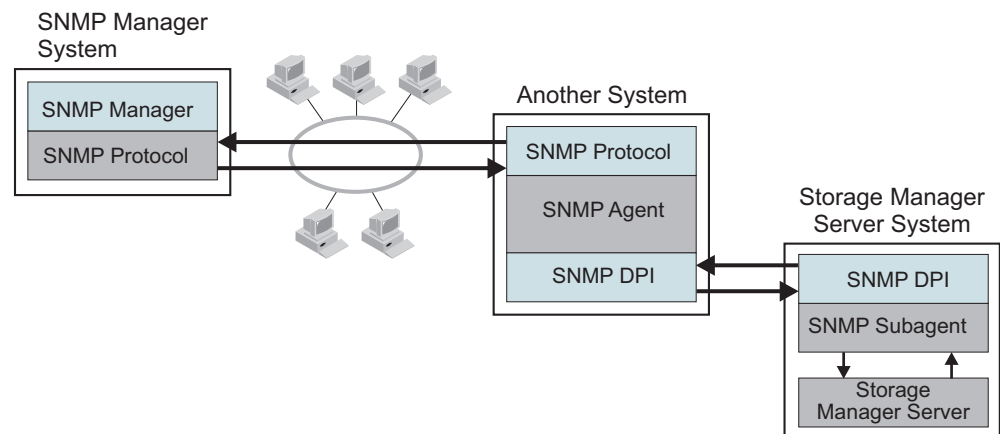 SNMP Manager
System
SNMP Manager
SNMP Protocol
Another System
SNMP Protocol
SNMP Agent
SNMP DPI
Storage Manager
Server System
SNMP DPI
SNMP Subagent
Storage
Manager Server